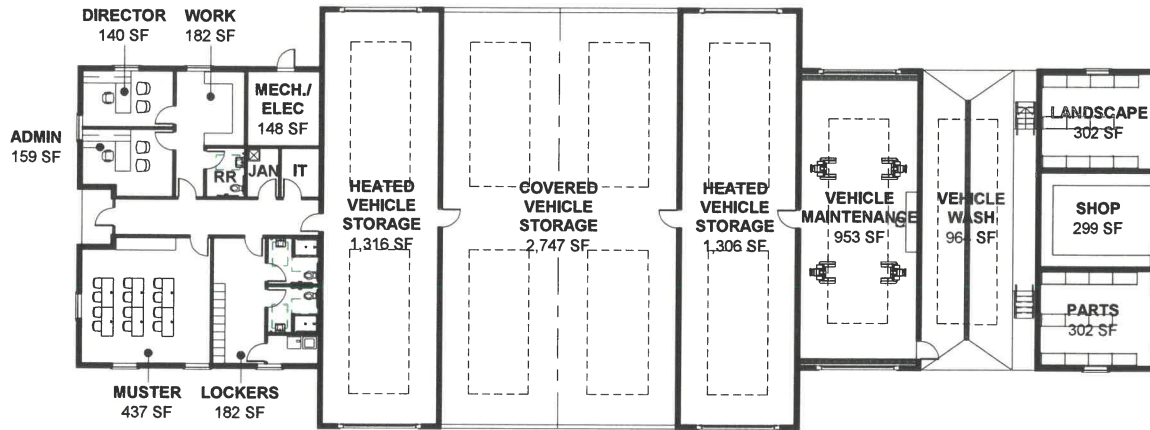 DIRECTOR
140 SF
WORK
182 SF
MECH./
ELEC
148 SF
ADMIN
159 SF
RR
JAN
IT
HEATED
VEHICLE
STORAGE
1,316 SF
COVERED
VEHICLE
STORAGE
2,747 SF
HEATED
VEHICLE
STORAGE
1,306 SF
VEHICLE
MAINTENANCE
953 SF
VEHICLE
WASH
964 SF
LANDSCAPE
302 SF
SHOP
299 SF
PARTS
302 SF
MUSTER
437 SF
LOCKERS
182 SF